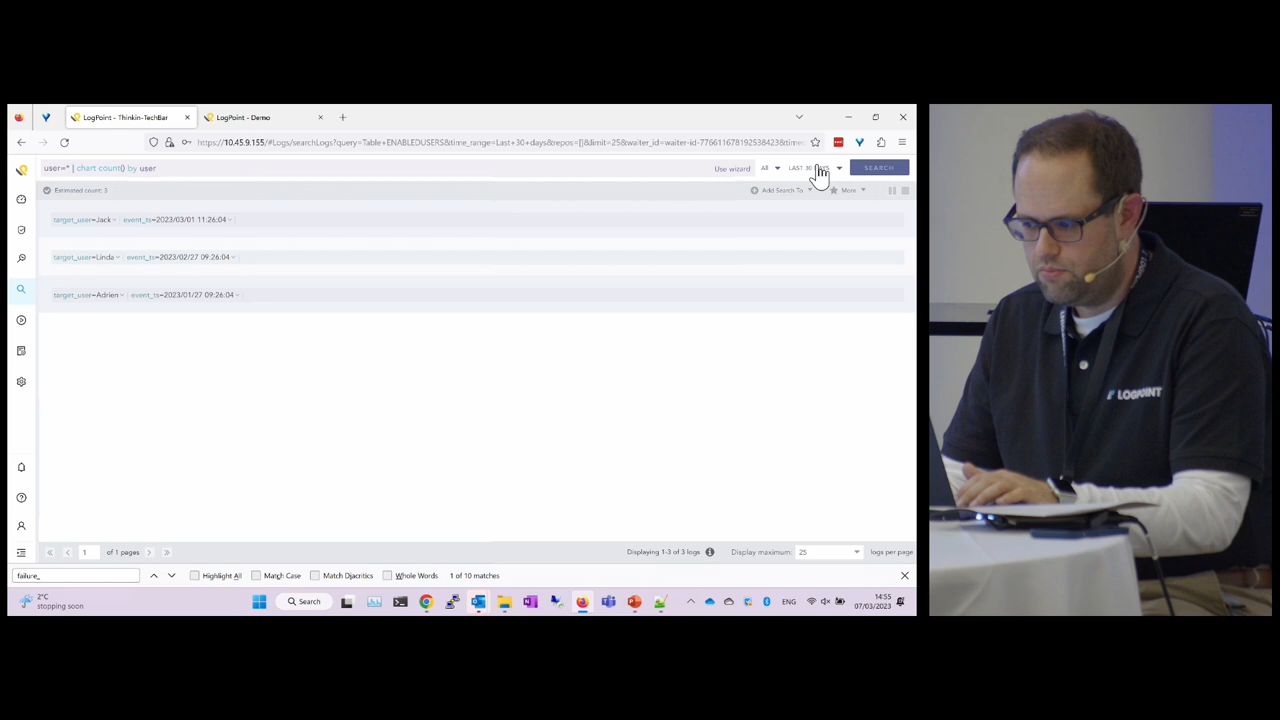 LogPoint - Thinkin-TechBar
LogPoint - Demo
https://10.45.9.155/#Logs/searchLogs?query=Table+ENABLEDUSERS&time_range=Last+30+days&repos=[]&limit=25&waiter_id=waiter-id-776611678192538423&time
user=* | chart count() by user
Use wizard
All
LAST 30
SEARCH
Estimated count: 3
Add Search To
More
target_user=Jack | event_ts=2023/03/01 11:26:04
target_user=Linda | event_ts=2023/02/27 09:26:04
target_user=Adrien | event_ts=2023/01/27 09:26:04
1 of 1 pages
Displaying 1-3 of 3 logs
Display maximum: 25 logs per page
failure_
Highlight All
Match Case
Match Diacritics
Whole Words
1 of 10 matches
2°C
stopping soon
Search
ENG
14:55
07/03/2023
LOGPOINT